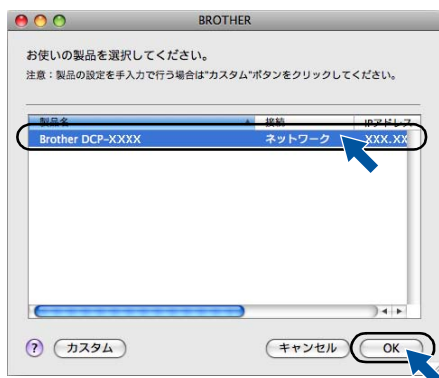 BROTHER
お使いの製品を選択してください。
注意：製品の設定を手入力で行う場合は"カスタム"ボタンをクリックしてください。
製品名 接続 IPアドレス
Brother DCP-XXXX ネットワーク XXX.XX
? カスタム キャンセル OK